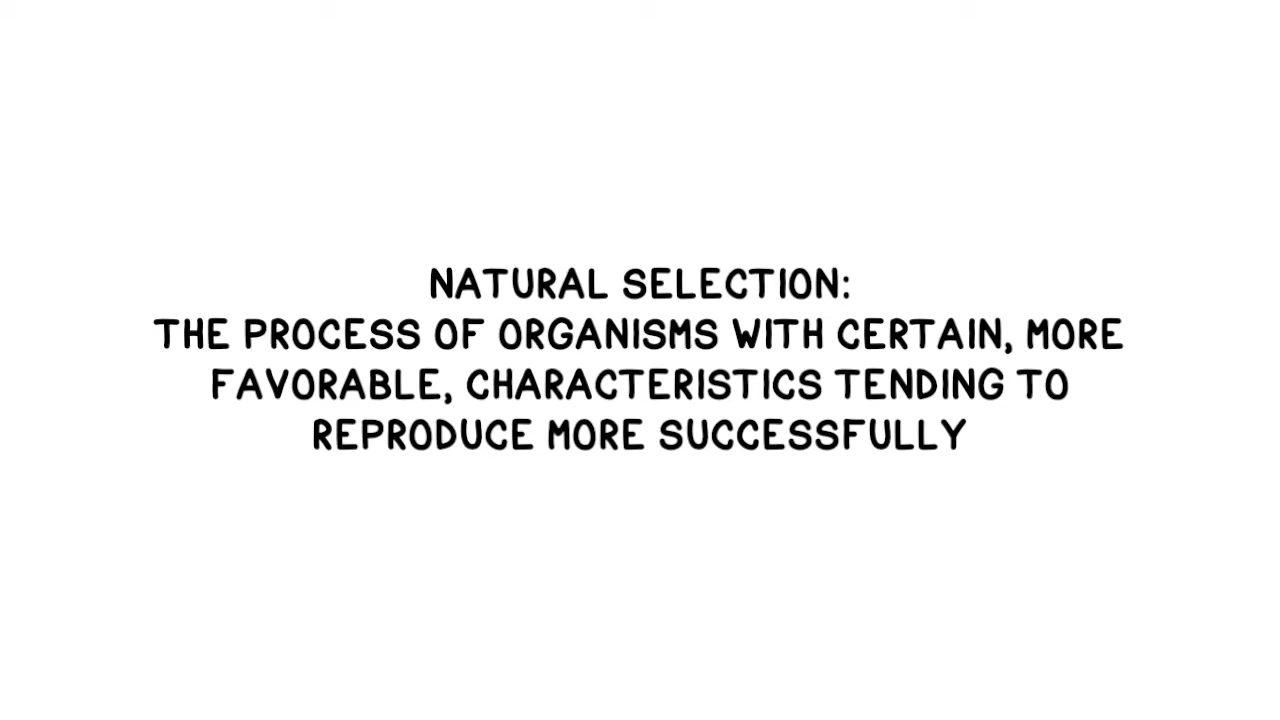 NATURAL SELECTION:
THE PROCESS OF ORGANISMS WITH CERTAIN, MORE
FAVORABLE, CHARACTERISTICS TENDING TO
REPRODUCE MORE SUCCESSFULLY